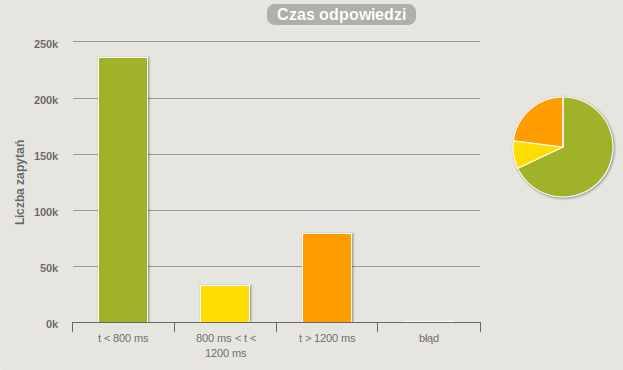 Czas odpowiedzi
Liczba zapytań
250k
200k
150k
100k
50k
0k
t < 800 ms
800 ms < t <
1200 ms
t > 1200 ms
błąd